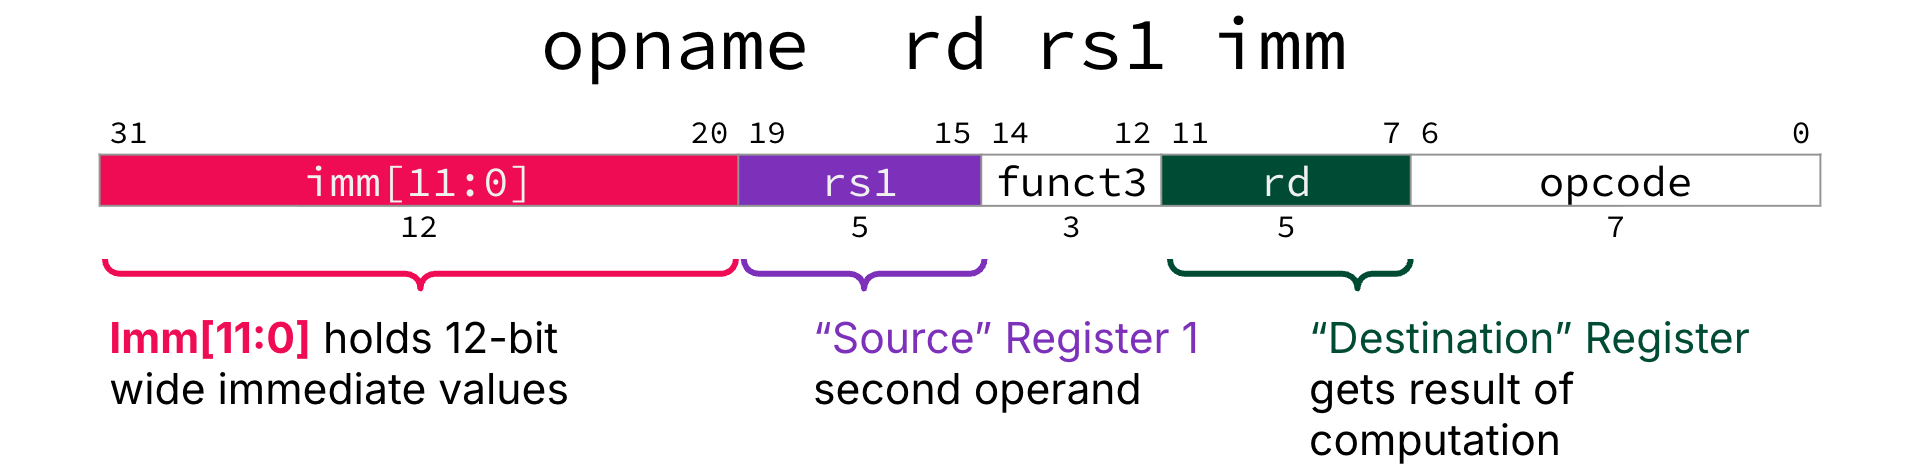 opname rd rs1 imm
31 20 19 15 14 12 11 7 6 0
imm[11:0] rs1 funct3 rd opcode
12 5 3 5 7
Imm[11:0] holds 12-bit
wide immediate values
“Source” Register 1
second operand
“Destination” Register
gets result of
computation